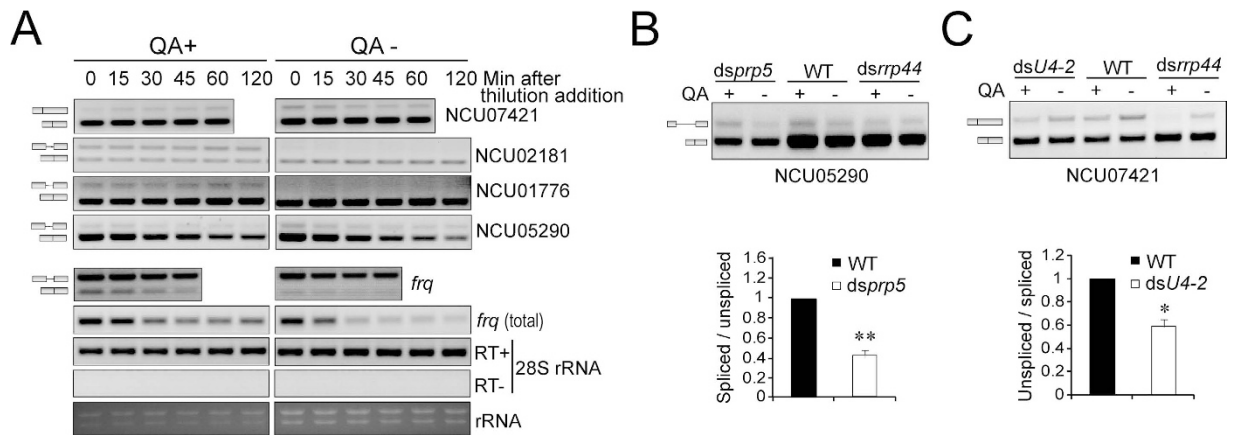 A
QA+ QA -
0 15 30 45 60 120 0 15 30 45 60 120 Min after
thilution addition
NCU07421
NCU02181
NCU01776
NCU05290
frq
frq (total)
RT+
28S rRNA
RT-
rRNA
B
dsprp5 WT dsrrp44
QA + - + - + -
NCU05290
Spliced / unspliced
1.6
1.4
1.2
1
0.8
0.6
0.4
0.2
0
WT
dsprp5
**
C
dsU4-2 WT dsrrp44
QA + - + - + -
NCU07421
Unspliced / spliced
1.2
1
0.8
0.6
0.4
0.2
0
WT
dsU4-2
*